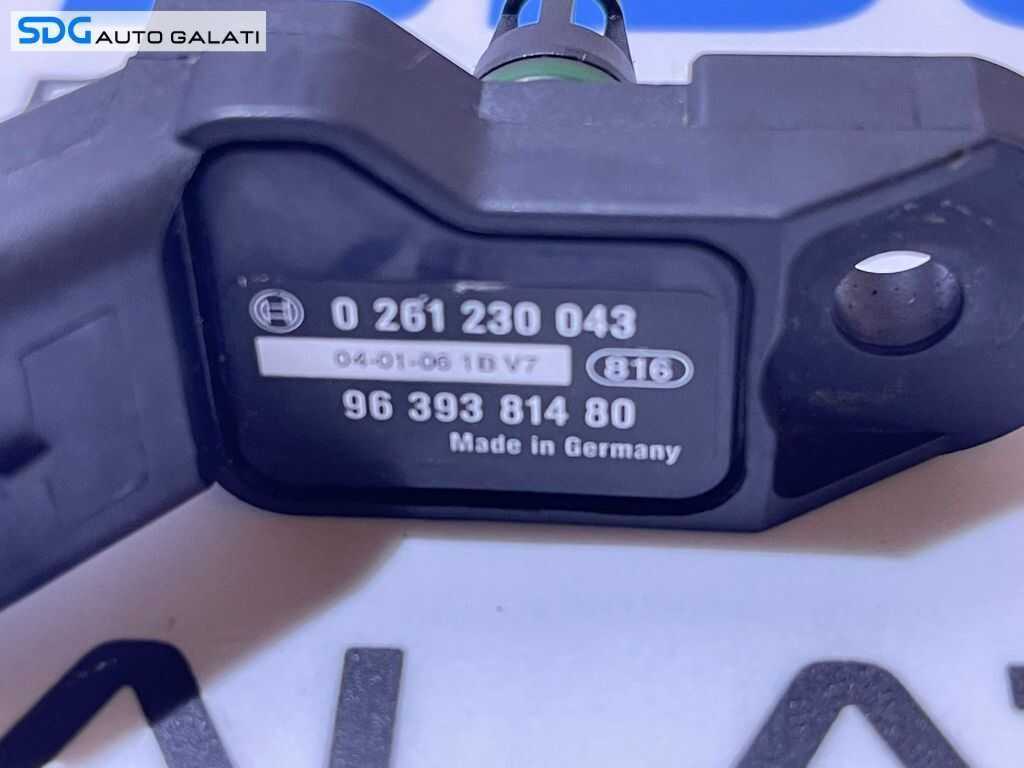 SDG AUTO GALATI
0 261 230 043
04-01-06 1B V7
816
96 393 814 80
Made in Germany